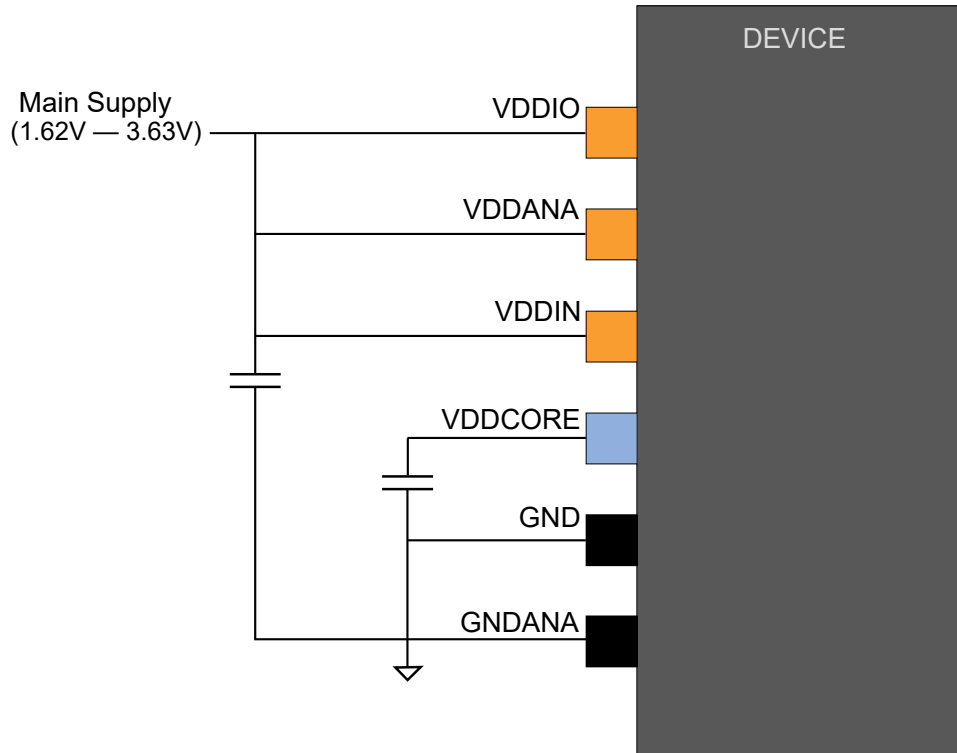 DEVICE
Main Supply
(1.62V — 3.63V)
VDDIO
VDDANA
VDDIN
VDDCORE
GND
GNDANA